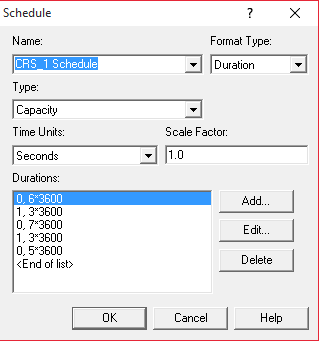 Schedule
Name:
Format Type:
CRS_1 Schedule
Duration
Type:
Capacity
Time Units:
Scale Factor:
Seconds
1.0
Durations:
0, 6*3600
1, 3*3600
0, 7*3600
1, 3*3600
0, 5*3600
<End of list>
Add...
Edit...
Delete
OK
Cancel
Help